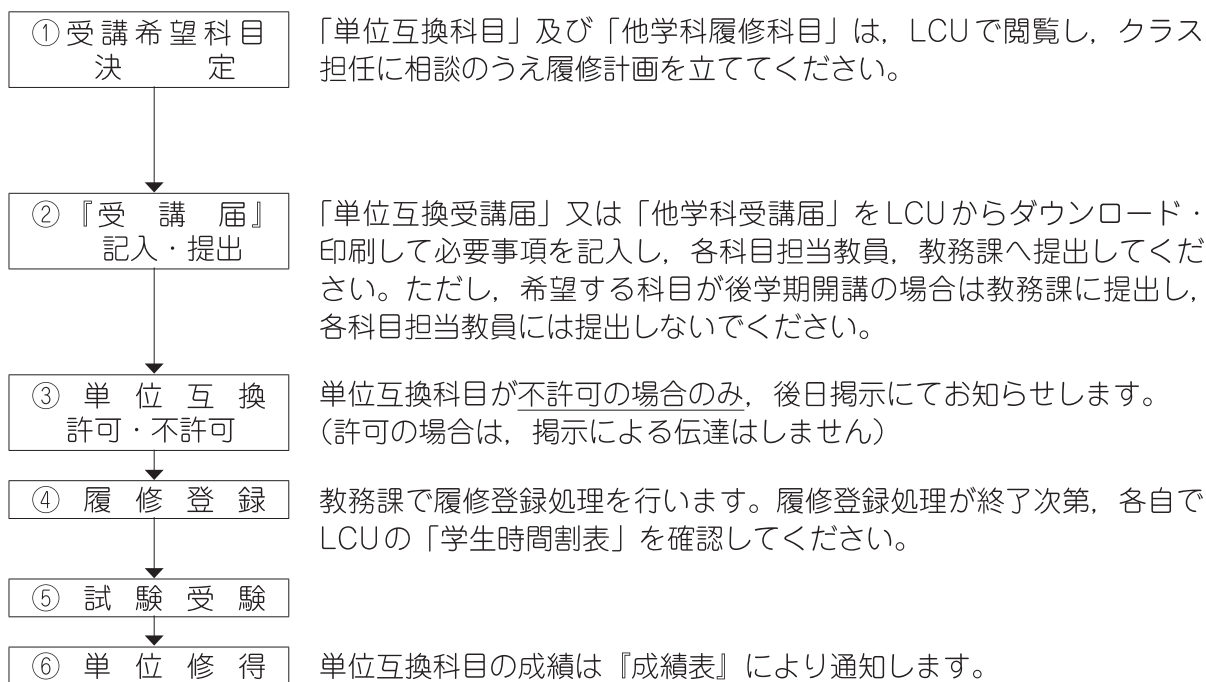 ①受講希望科目
決 定
「単位互換科目」及び「他学科履修科目」は，LCUで閲覧し，クラス
担任に相談のうえ履修計画を立ててください。
②『受 講 届』
記入・提出
「単位互換受講届」又は「他学科受講届」をLCUからダウンロード・
印刷して必要事項を記入し，各科目担当教員，教務課へ提出してくだ
さい。ただし，希望する科目が後学期開講の場合は教務課に提出し，
各科目担当教員には提出しないでください。
③ 単 位 互 換
許可・不許可
単位互換科目が不許可の場合のみ，後日掲示にてお知らせします。
（許可の場合は，掲示による伝達はしません）
④ 履 修 登 録
教務課で履修登録処理を行います。履修登録処理が終了次第，各自で
LCUの「学生時間割表」を確認してください。
⑤ 試 験 受 験
⑥ 単 位 修 得
単位互換科目の成績は『成績表』により通知します。